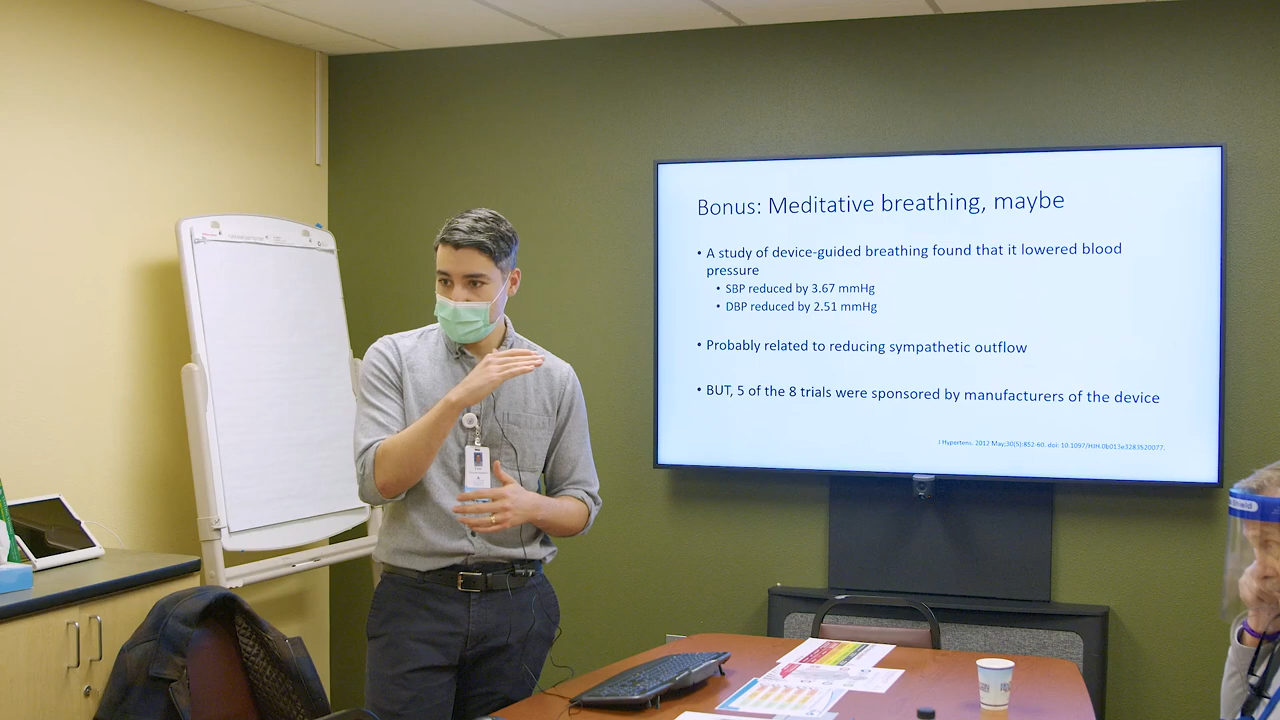 Bonus: Meditative breathing, maybe
• A study of device-guided breathing found that it lowered blood
pressure
• SBP reduced by 3.67 mmHg
• DBP reduced by 2.51 mmHg
• Probably related to reducing sympathetic outflow
• BUT, 5 of the 8 trials were sponsored by manufacturers of the device
J Hypertens. 2012 May;30(5):852-60. doi: 10.1097/HJH.0b013e3283520077.